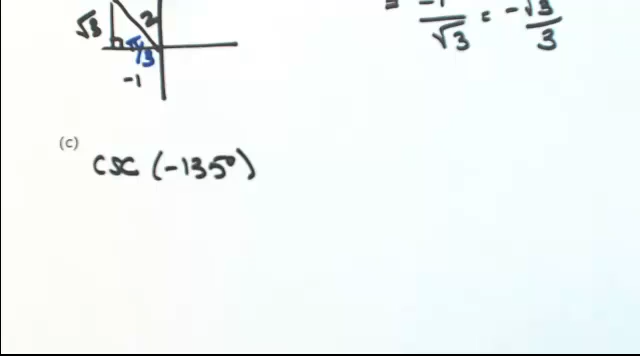 √3 2 = -1/√3 = -√3/3
π/3
-1
(c)
csc (-135°)